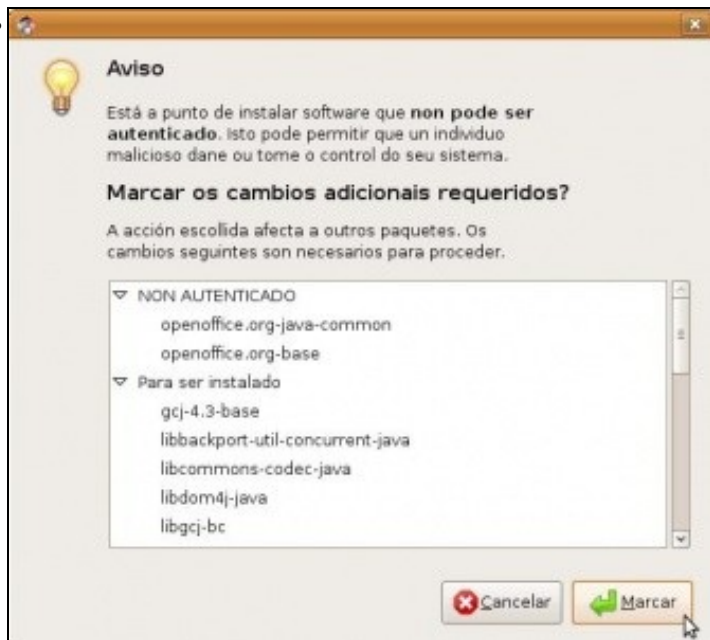 Aviso
Está a punto de instalar software que non pode ser
autenticado. Isto pode permitir que un individuo
malicioso dane ou tome o control do seu sistema.
Marcar os cambios adicionais requeridos?
A acción escollida afecta a outros paquetes. Os
cambios seguintes son necesarios para proceder.
NON AUTENTICADO
openoffice.org-java-common
openoffice.org-base
Para ser instalado
gcj-4.3-base
libbackport-util-concurrent-java
libcommons-codec-java
libdom4j-java
libgcj-bc
Cancelar
Marcar